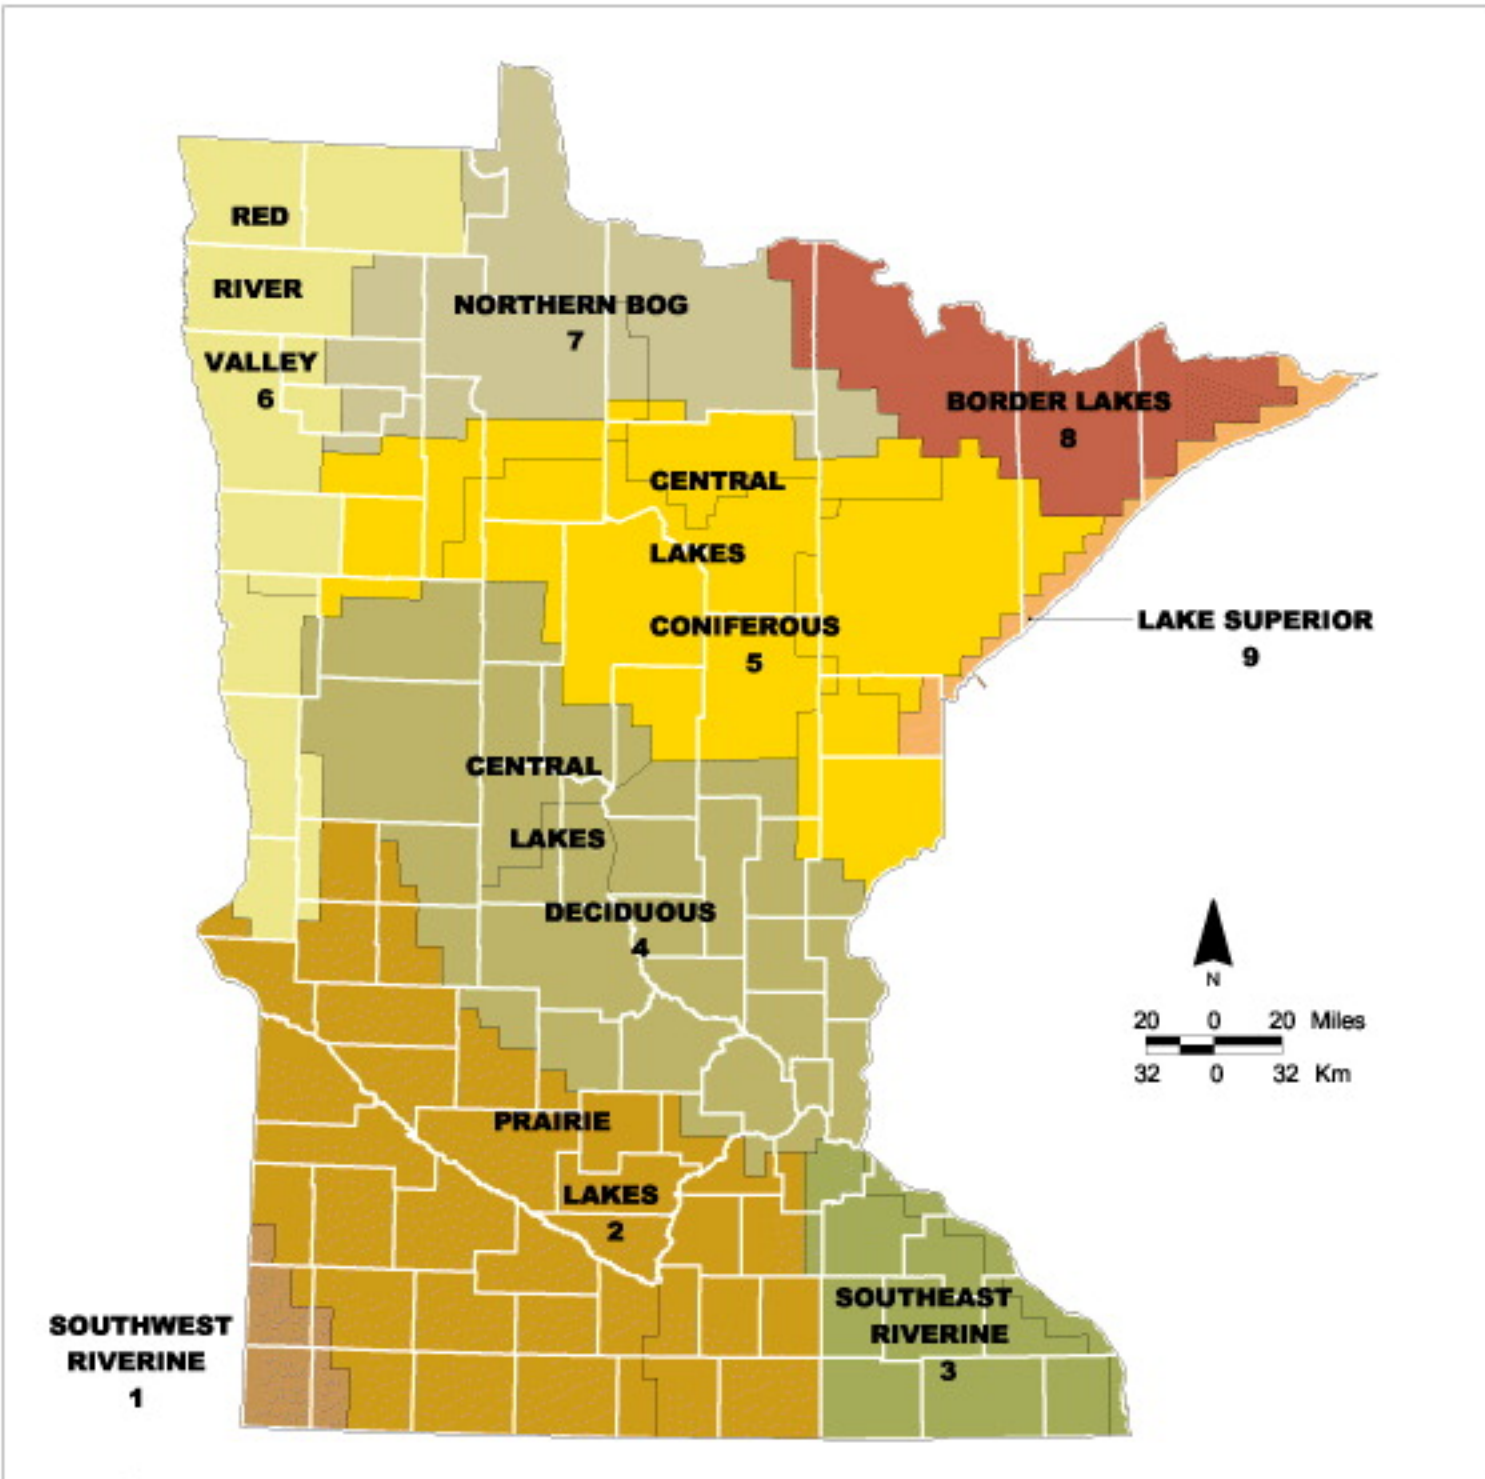 RED
RIVER
VALLEY
6
NORTHERN BOG
7
BORDER LAKES
8
CENTRAL
LAKES
CONIFEROUS
5
LAKE SUPERIOR
9
CENTRAL
LAKES
DECIDUOUS
4
N
20 0 20 Miles
32 0 32 Km
PRAIRIE
LAKES
2
SOUTHEAST
RIVERINE
3
SOUTHWEST
RIVERINE
1